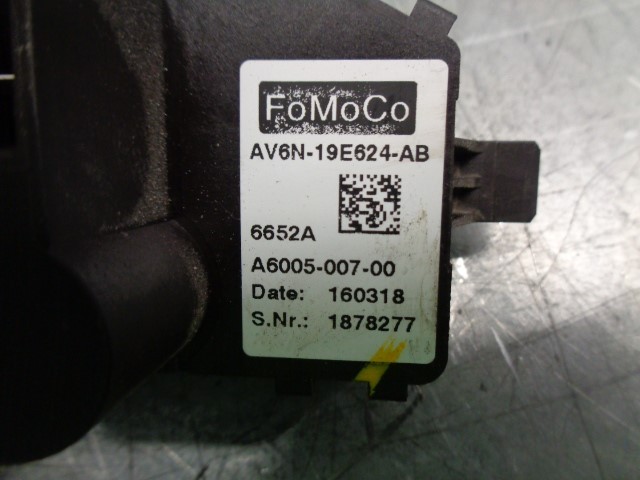 FoMoCo
AV6N-19E624-AB
6652A
A6005-007-00
Date: 160318
S.Nr.: 1878277